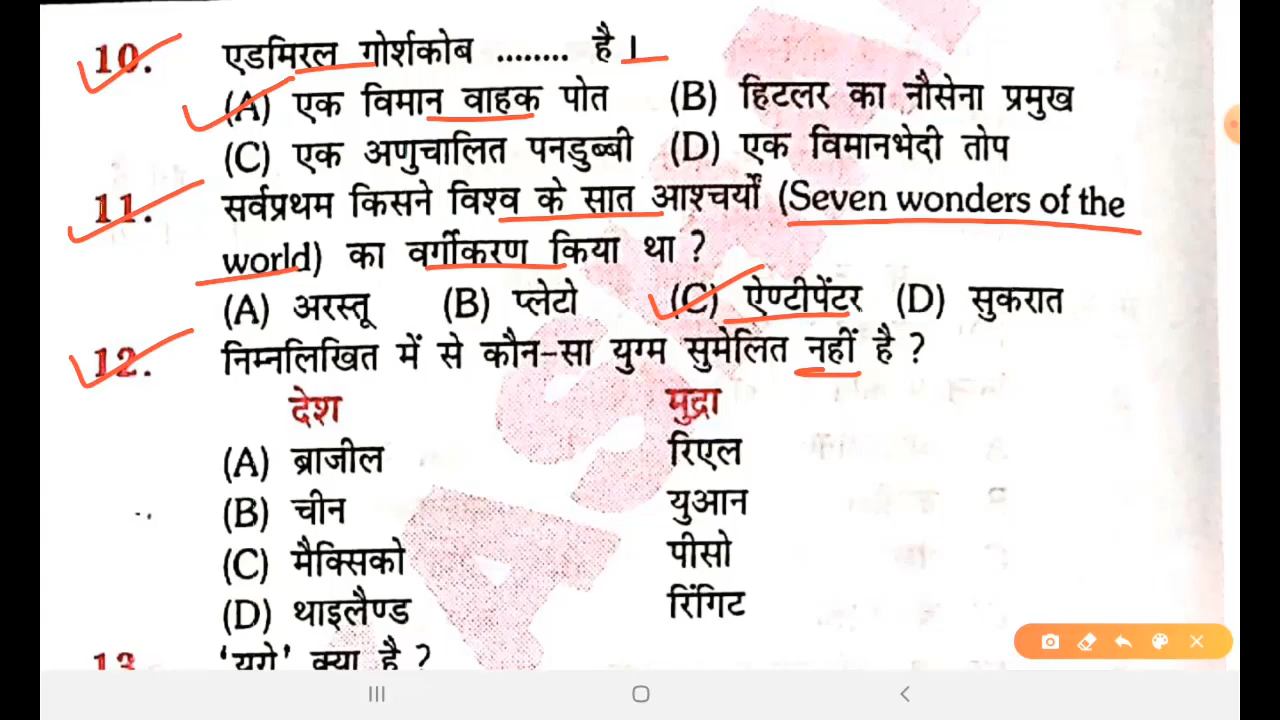 10. एडमिरल गोर्शकोब ........ है।
(A) एक विमान वाहक पोत (B) हिटलर का नौसेना प्रमुख
(C) एक अणुचालित पनडुब्बी (D) एक विमानभेदी तोप
11. सर्वप्रथम किसने विश्व के सात आश्चर्यों (Seven wonders of the
world) का वर्गीकरण किया था ?
(A) अरस्तू (B) प्लेटो (C) ऐण्टीपेंटर (D) सुकरात
12. निम्नलिखित में से कौन-सा युग्म सुमेलित नहीं है ?
देश मुद्रा
(A) ब्राजील रिएल
(B) चीन युआन
(C) मैक्सिको पीसो
(D) थाइलैण्ड रिंगिट
13 'युगे' क्या है ?